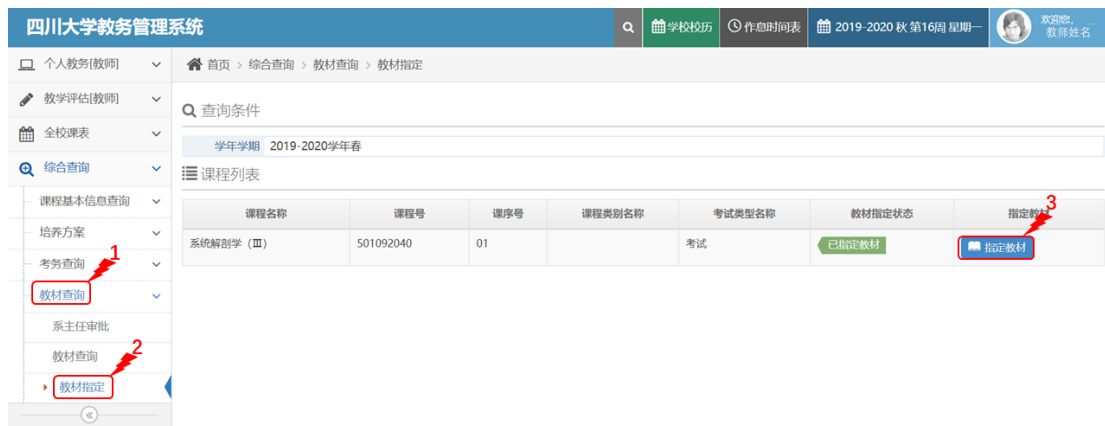 四川大学教务管理系统
学校校历
作息时间表
2019-2020 秋 第16周 星期一
欢迎您,
教师姓名
个人教务[教师]
教学评估[教师]
全校课表
综合查询
课程基本信息查询
培养方案
考务查询
1
教材查询
系主任审批
教材查询
2
教材指定
首页 > 综合查询 > 教材查询 > 教材指定
查询条件
学年学期 2019-2020学年春
课程列表
课程名称 课程号 课序号 课程类别名称 考试类型名称 教材指定状态 指定教材
3
系统解剖学(Ⅲ) 501092040 01 考试 已指定教材 指定教材